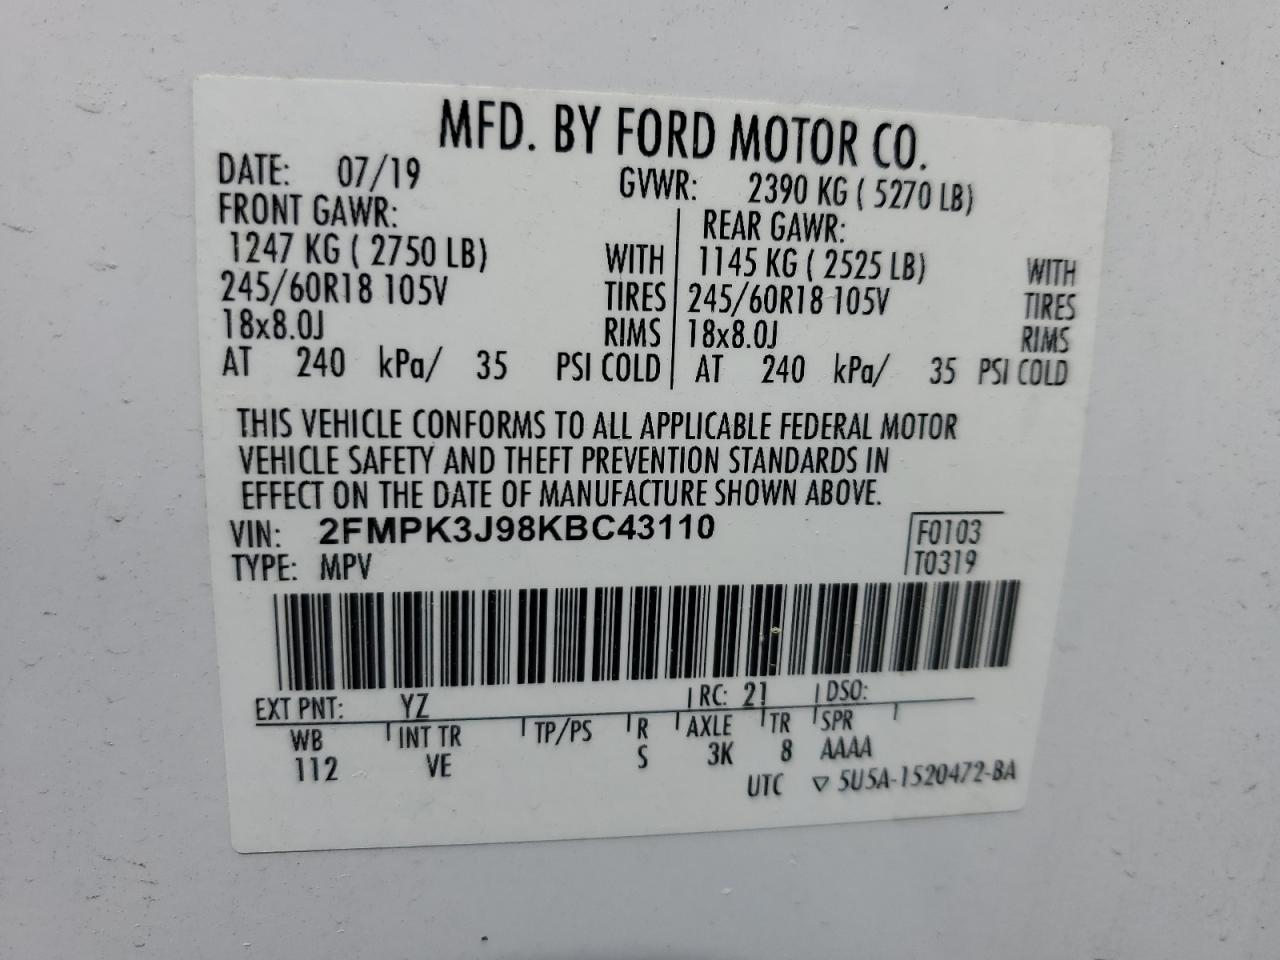 MFD. BY FORD MOTOR CO.
DATE: 07/19 GVWR: 2390 KG ( 5270 LB)
FRONT GAWR: REAR GAWR:
1247 KG ( 2750 LB) WITH 1145 KG ( 2525 LB) WITH
245/60R18 105V TIRES 245/60R18 105V TIRES
18x8.0J RIMS 18x8.0J RIMS
AT 240 kPa/ 35 PSI COLD AT 240 kPa/ 35 PSI COLD
THIS VEHICLE CONFORMS TO ALL APPLICABLE FEDERAL MOTOR
VEHICLE SAFETY AND THEFT PREVENTION STANDARDS IN
EFFECT ON THE DATE OF MANUFACTURE SHOWN ABOVE.
VIN: 2FMPK3J98KBC43110 F0103
TYPE: MPV T0319
EXT PNT: YZ RC: 21 DSO:
WB INT TR TP/PS R AXLE TR SPR
112 VE S 3K 8 AAAA
UTC ▽ 5U5A-1520472-BA